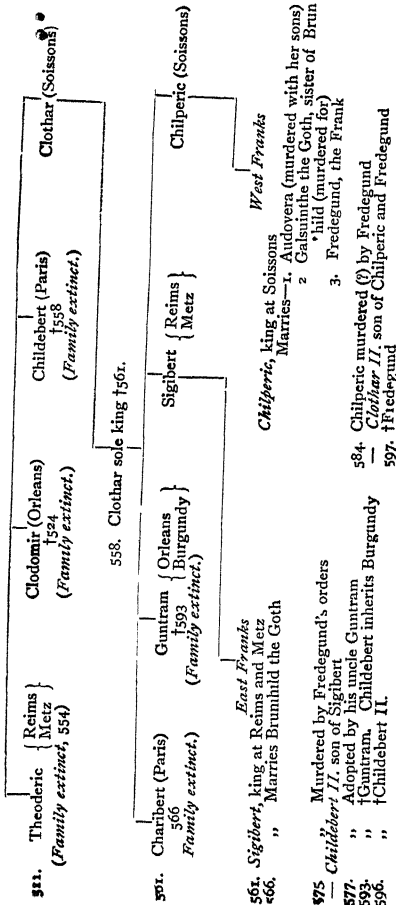 511. Theoderic { Reims Metz } Clodomir (Orleans) Childebert (Paris) Clothar (Soissons)
(Family extinct, 554) †524 †558
(Family extinct.) (Family extinct.)
558. Clothar sole king †561.
561. Charibert (Paris) Guntram { Orleans Burgundy } Sigibert { Reims Metz } Chilperic (Soissons)
566 †593
Family extinct.) (Family extinct.)
East Franks
561. Sigibert, king at Reims and Metz
566. „ Marries Brunihild the Goth
575 „ Murdered by Fredegund's orders
— Childebert II. son of Sigibert
577. „ Adopted by his uncle Guntram
593. „ †Guntram. Childebert inherits Burgundy
596. „ †Childebert II.
West Franks
Chilperic, king at Soissons
Marries—1. Audovera (murdered with her sons)
2 Galsuinthe the Goth, sister of Brun
hild (murdered for)
3. Fredegund, the Frank
584. Chilperic murdered (?) by Fredegund
— Clothar II. son of Chilperic and Fredegund
597. †Fredegund